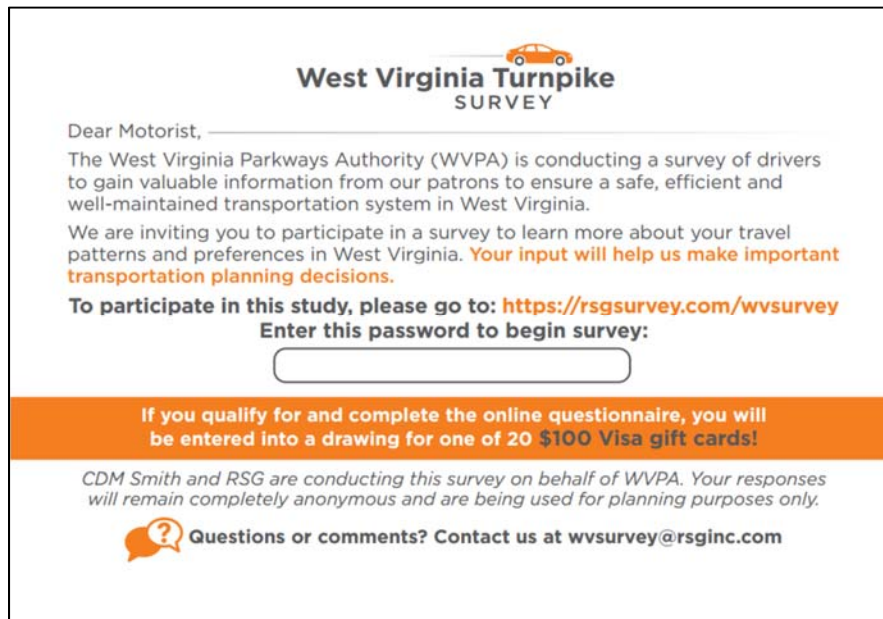 West Virginia Turnpike
SURVEY
Dear Motorist,
The West Virginia Parkways Authority (WVPA) is conducting a survey of drivers
to gain valuable information from our patrons to ensure a safe, efficient and
well-maintained transportation system in West Virginia.
We are inviting you to participate in a survey to learn more about your travel
patterns and preferences in West Virginia. Your input will help us make important
transportation planning decisions.
To participate in this study, please go to: https://rsgsurvey.com/wvsurvey
Enter this password to begin survey:
If you qualify for and complete the online questionnaire, you will
be entered into a drawing for one of 20 $100 Visa gift cards!
CDM Smith and RSG are conducting this survey on behalf of WVPA. Your responses
will remain completely anonymous and are being used for planning purposes only.
?
Questions or comments? Contact us at wvsurvey@rsginc.com